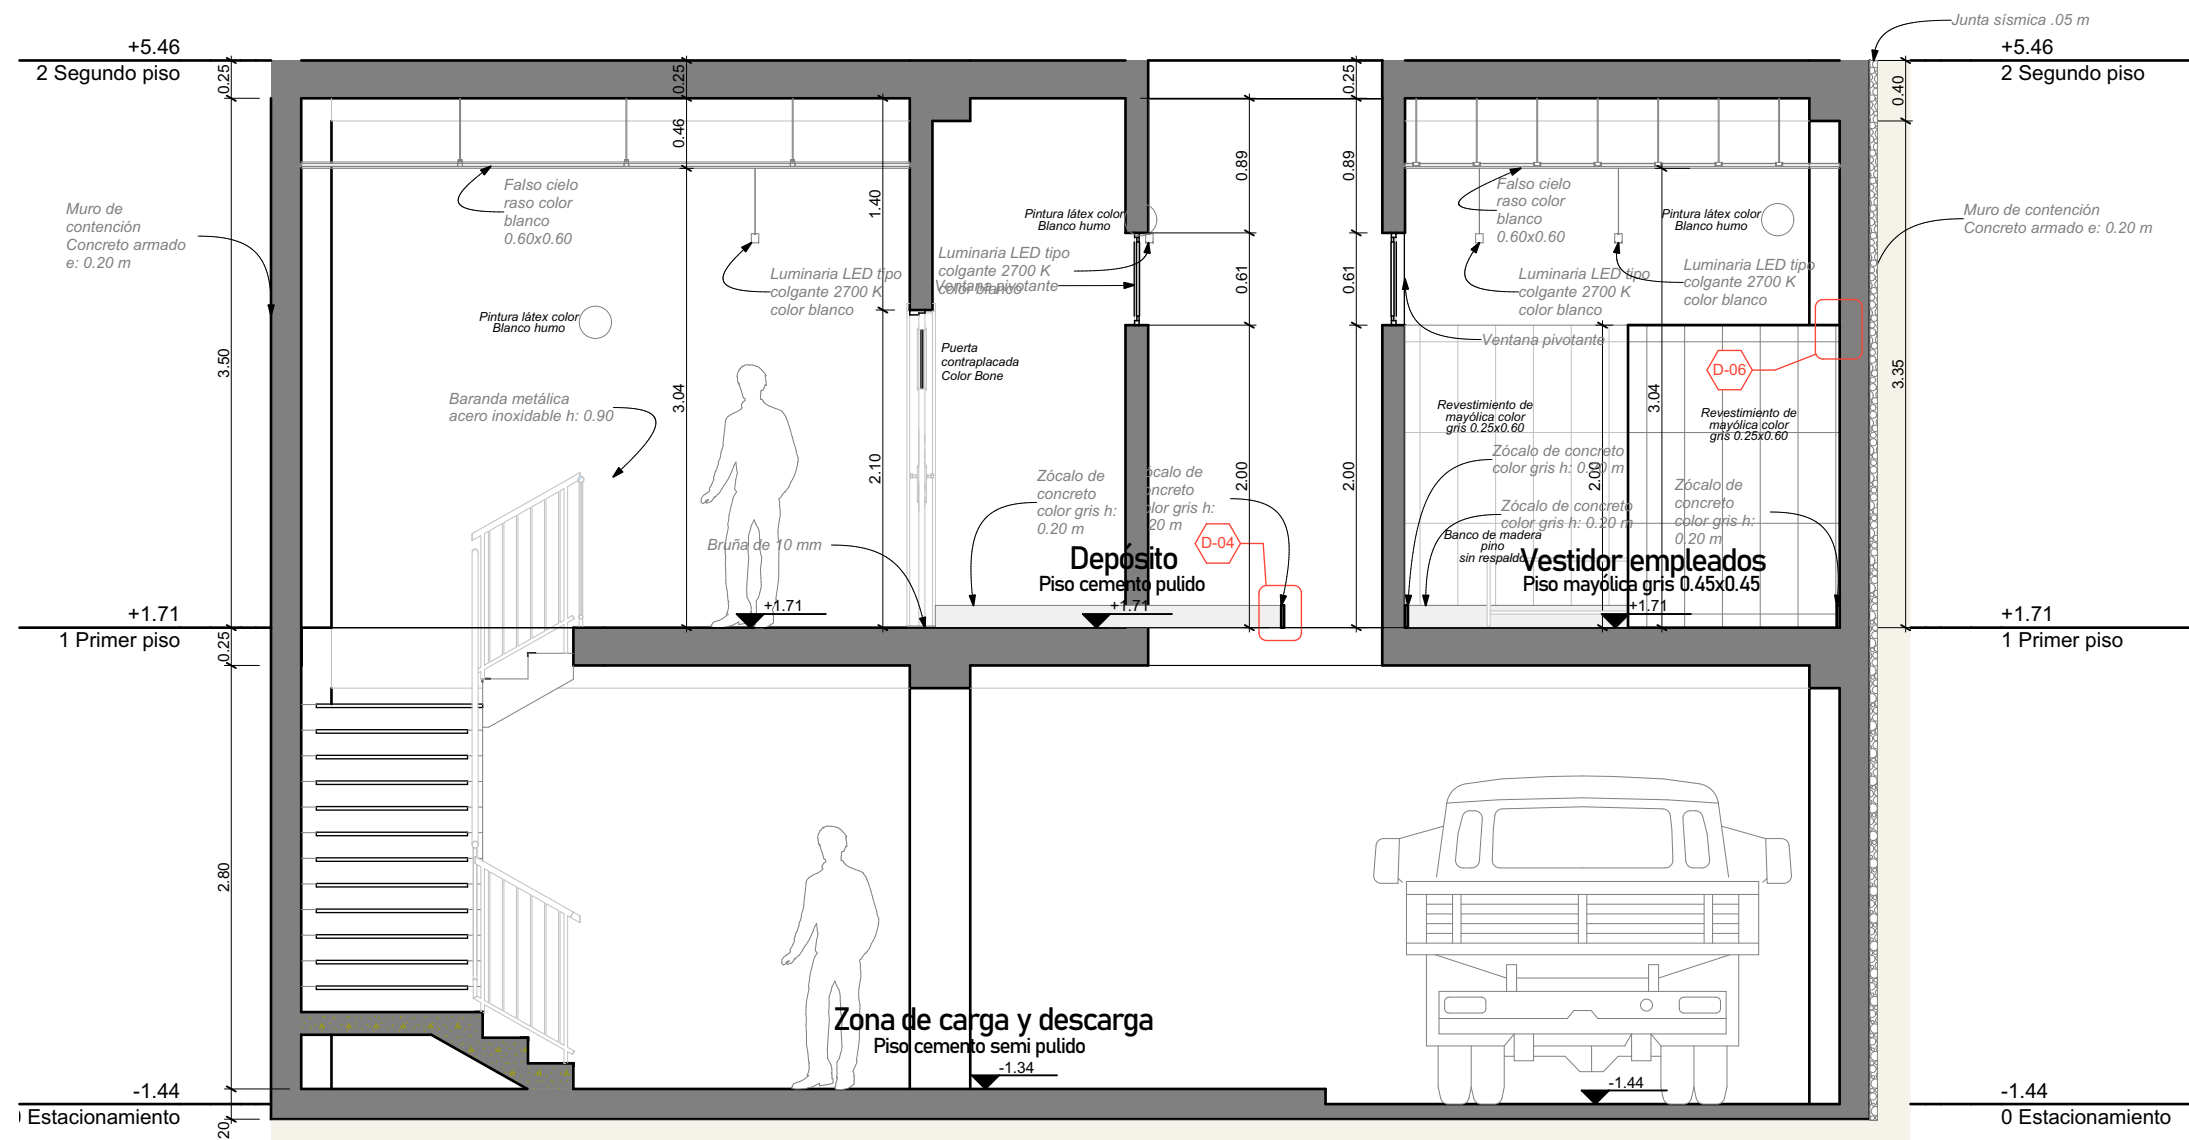 Junta sísmica .05 m
+5.46
2 Segundo piso
+5.46
2 Segundo piso
0.25
0.25
0.25
0.40
0.46
0.89
0.89
1.40
Falso cielo
raso color
blanco
0.60x0.60
Falso cielo
raso color
blanco
0.60x0.60
Muro de
contención
Concreto armado
e: 0.20 m
Muro de contención
Concreto armado e: 0.20 m
Pintura látex color
Blanco humo
Pintura látex color
Blanco humo
Luminaria LED tipo
colgante 2700 K
color blanco
Luminaria LED tipo
colgante 2700 K
color blanco
Ventana pivotante
Luminaria LED tipo
colgante 2700 K
color blanco
Luminaria LED tipo
colgante 2700 K
color blanco
0.61
0.61
Pintura látex color
Blanco humo
Ventana pivotante
Puerta
contraplacada
Color Bone
3.50
3.04
3.04
3.35
D-06
Baranda metálica
acero inoxidable h: 0.90
Revestimiento de
mayólica color
gris 0.25x0.60
Revestimiento de
mayólica color
gris 0.25x0.60
2.10
2.00
2.00
2.00
Zócalo de
concreto
color gris h:
0.20 m
ócalo de
ncreto
lor gris h:
20 m
Zócalo de concreto
color gris h: 0.20 m
Zócalo de concreto
color gris h: 0.20 m
Zócalo de
concreto
color gris h:
0.20 m
Bruña de 10 mm
D-04
Banco de madera
pino
sin respaldo
Depósito
Piso cemento pulido
Vestidor empleados
Piso mayólica gris 0.45x0.45
+1.71
+1.71
+1.71
+1.71
1 Primer piso
+1.71
1 Primer piso
0.25
2.80
Zona de carga y descarga
Piso cemento semi pulido
-1.34
-1.44
-1.44
Estacionamiento
-1.44
0 Estacionamiento
20